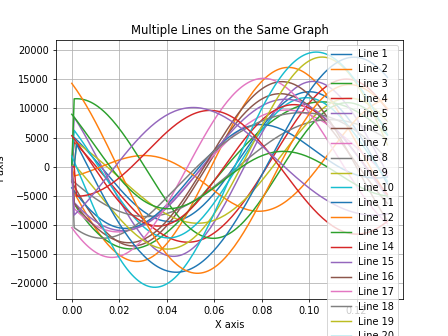 Multiple Lines on the Same Graph
20000
15000
10000
5000
0
−5000
−10000
−15000
−20000
0.00
0.02
0.04
0.06
0.08
0.10
X axis
Line 1
Line 2
Line 3
Line 4
Line 5
Line 6
Line 7
Line 8
Line 9
Line 10
Line 11
Line 12
Line 13
Line 14
Line 15
Line 16
Line 17
Line 18
Line 19
Line 20